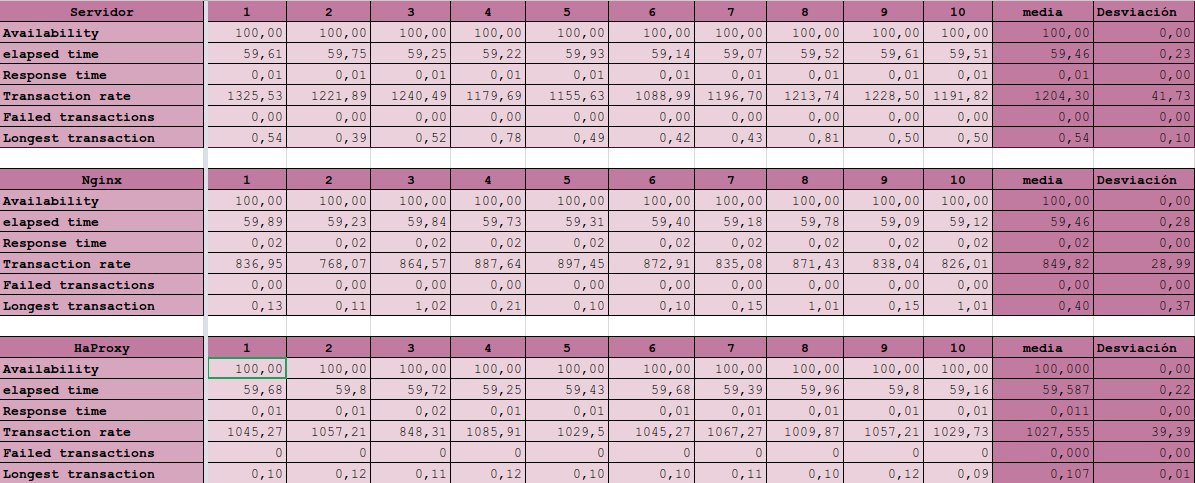 Servidor 1 2 3 4 5 6 7 8 9 10 media Desviación
Availability 100,00 100,00 100,00 100,00 100,00 100,00 100,00 100,00 100,00 100,00 100,00 0,00
elapsed time 59,61 59,75 59,25 59,22 59,93 59,14 59,07 59,52 59,61 59,51 59,46 0,23
Response time 0,01 0,01 0,01 0,01 0,01 0,01 0,01 0,01 0,01 0,01 0,01 0,00
Transaction rate 1325,53 1221,89 1240,49 1179,69 1155,63 1088,99 1196,70 1213,74 1228,50 1191,82 1204,30 41,73
Failed transactions 0,00 0,00 0,00 0,00 0,00 0,00 0,00 0,00 0,00 0,00 0,00 0,00
Longest transaction 0,54 0,39 0,52 0,78 0,49 0,42 0,43 0,81 0,50 0,50 0,54 0,10
Nginx 1 2 3 4 5 6 7 8 9 10 media Desviación
Availability 100,00 100,00 100,00 100,00 100,00 100,00 100,00 100,00 100,00 100,00 100,00 0,00
elapsed time 59,89 59,23 59,84 59,73 59,31 59,40 59,18 59,78 59,09 59,12 59,46 0,28
Response time 0,02 0,02 0,02 0,02 0,02 0,02 0,02 0,02 0,02 0,02 0,02 0,00
Transaction rate 836,95 768,07 864,57 887,64 897,45 872,91 835,08 871,43 838,04 826,01 849,82 28,99
Failed transactions 0,00 0,00 0,00 0,00 0,00 0,00 0,00 0,00 0,00 0,00 0,00 0,00
Longest transaction 0,13 0,11 1,02 0,21 0,10 0,10 0,15 1,01 0,15 1,01 0,40 0,37
HaProxy 1 2 3 4 5 6 7 8 9 10 media Desviación
Availability 100,00 100,00 100,00 100,00 100,00 100,00 100,00 100,00 100,00 100,00 100,000 0,00
elapsed time 59,68 59,8 59,72 59,25 59,43 59,68 59,39 59,96 59,8 59,16 59,587 0,22
Response time 0,01 0,01 0,02 0,01 0,01 0,01 0,01 0,01 0,01 0,01 0,011 0,00
Transaction rate 1045,27 1057,21 848,31 1085,91 1029,5 1045,27 1067,27 1009,87 1057,21 1029,73 1027,555 39,39
Failed transactions 0 0 0 0 0 0 0 0 0 0 0,000 0,00
Longest transaction 0,10 0,12 0,11 0,12 0,10 0,10 0,11 0,10 0,12 0,09 0,107 0,01